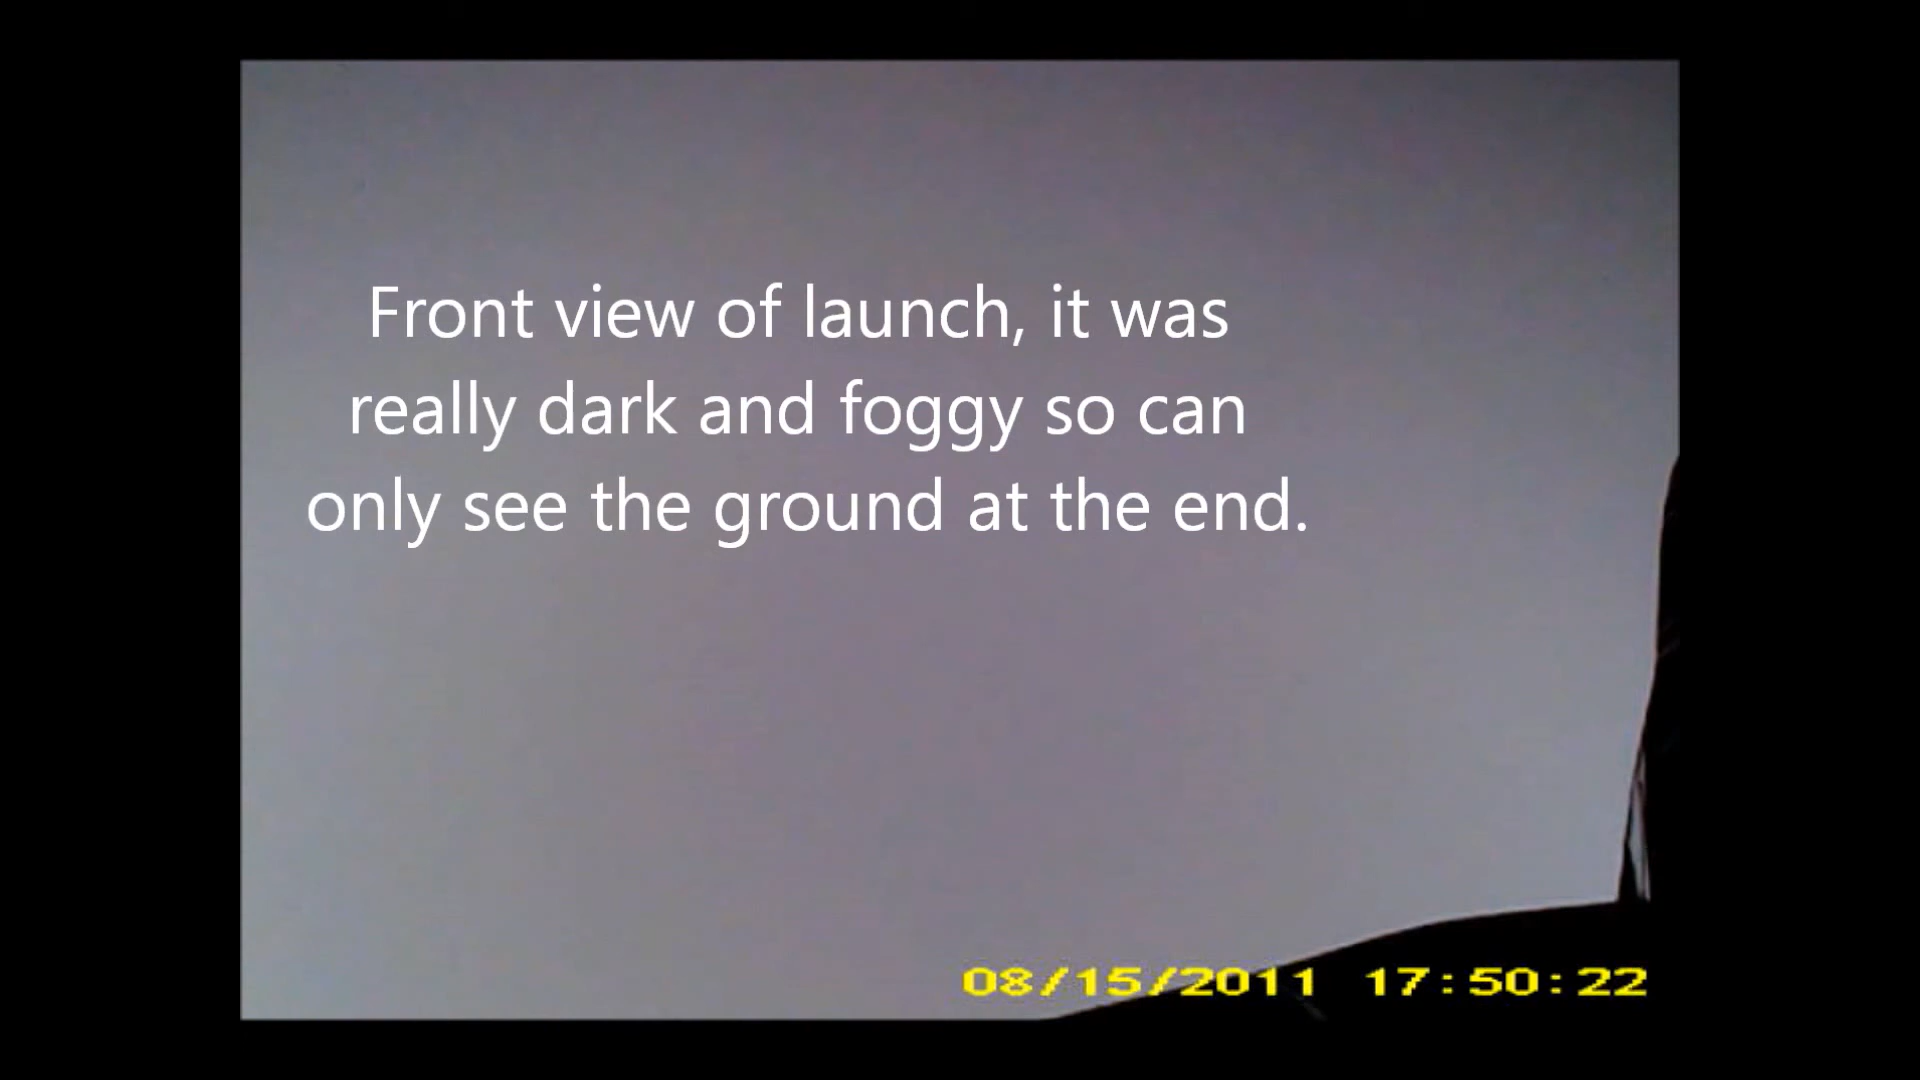 Front view of launch, it was
really dark and foggy so can
only see the ground at the end.
08/15/2011 17:50:22